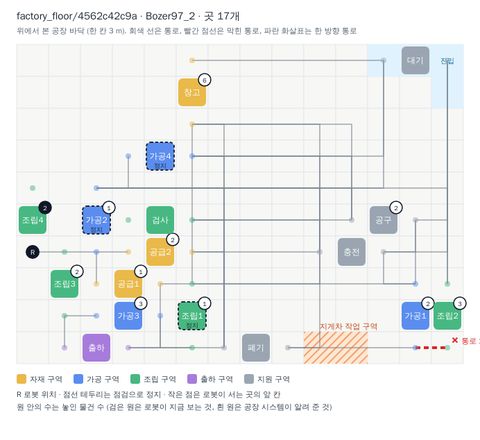 factory_floor/4562c42c9a · Bozer97_2 · 곳 17개
위에서 본 공장 바닥 (한 칸 3 m). 회색 선은 통로, 빨간 점선은 막힌 통로, 파란 화살표는 한 방향 통로
대기
진입
6
창고
가공4
정지
2
조립4
1
가공2
정지
검사
2
공구
R
2
공급2
충전
2
조립3
1
공급1
3
가공3
1
조립1
정지
2
가공1
3
조립2
지게차 작업 구역
출하
폐기
✖ 통로
자재 구역
가공 구역
조립 구역
출하 구역
지원 구역
R 로봇 위치 · 점선 테두리는 점검으로 정지 · 작은 점은 로봇이 서는 곳의 앞 칸
원 안의 수는 놓인 물건 수 (검은 원은 로봇이 지금 보는 것, 흰 원은 공장 시스템이 알려 준 것)